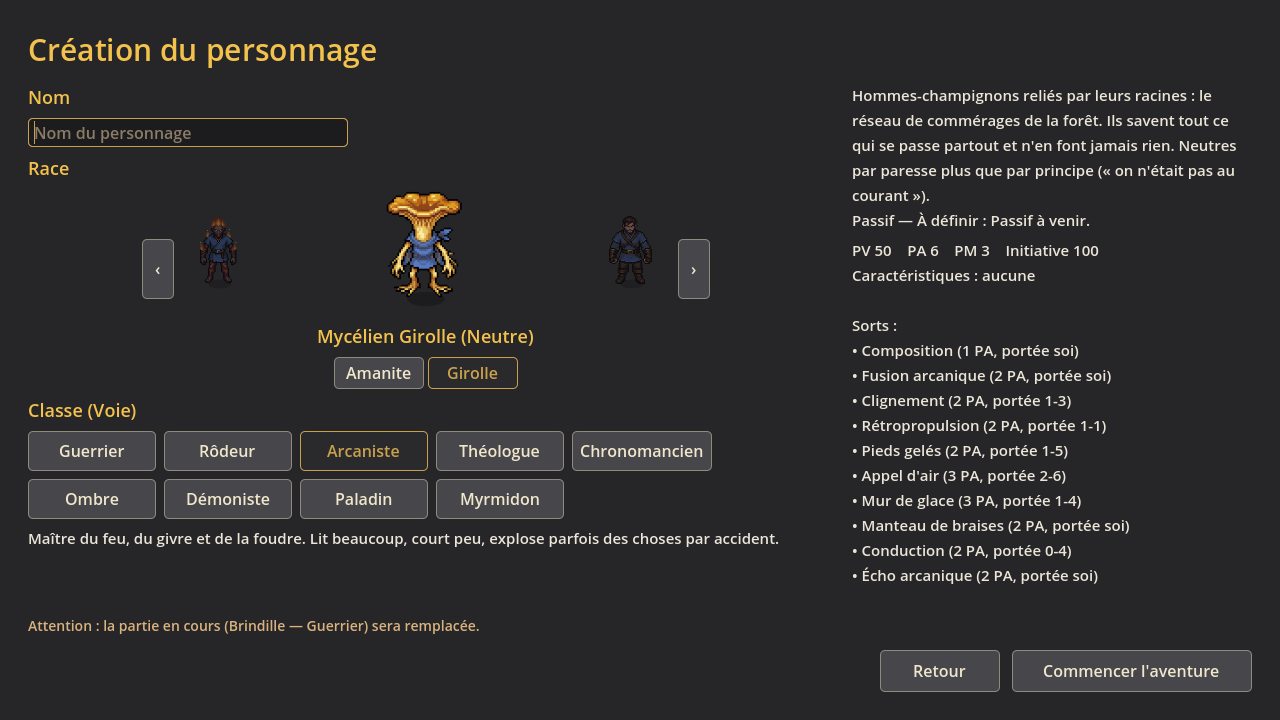 Création du personnage
Nom
Nom du personnage
Race
‹
›
Mycélien Girolle (Neutre)
Amanite
Girolle
Classe (Voie)
Guerrier
Rôdeur
Arcaniste
Théologue
Chronomancien
Ombre
Démoniste
Paladin
Myrmidon
Maître du feu, du givre et de la foudre. Lit beaucoup, court peu, explose parfois des choses par accident.
Attention : la partie en cours (Brindille — Guerrier) sera remplacée.
Hommes-champignons reliés par leurs racines : le
réseau de commérages de la forêt. Ils savent tout ce
qui se passe partout et n'en font jamais rien. Neutres
par paresse plus que par principe (« on n'était pas au
courant »).
Passif — À définir : Passif à venir.
PV 50 PA 6 PM 3 Initiative 100
Caractéristiques : aucune
Sorts :
• Composition (1 PA, portée soi)
• Fusion arcanique (2 PA, portée soi)
• Clignement (2 PA, portée 1-3)
• Rétropropulsion (2 PA, portée 1-1)
• Pieds gelés (2 PA, portée 1-5)
• Appel d'air (3 PA, portée 2-6)
• Mur de glace (3 PA, portée 1-4)
• Manteau de braises (2 PA, portée soi)
• Conduction (2 PA, portée 0-4)
• Écho arcanique (2 PA, portée soi)
Retour
Commencer l'aventure